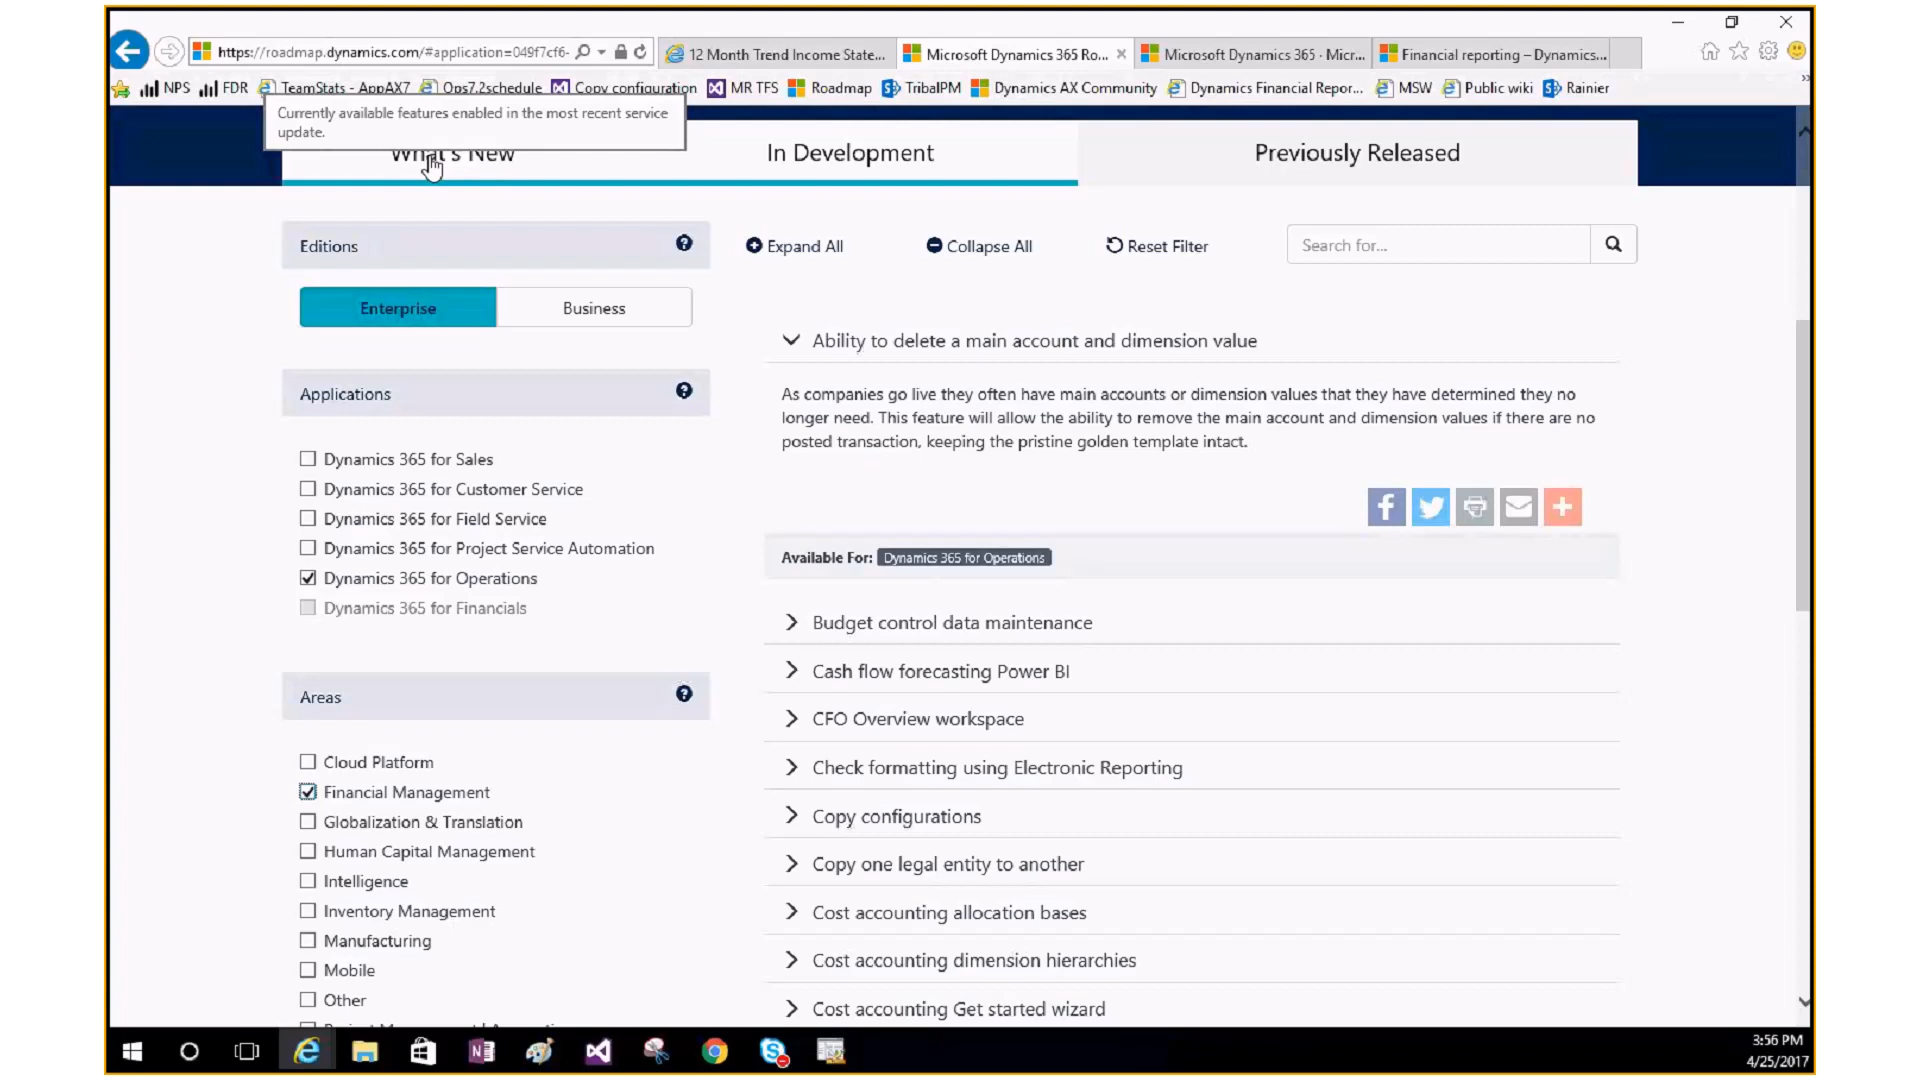 https://roadmap.dynamics.com/#application=049f7cf6-
12 Month Trend Income State...
Microsoft Dynamics 365 Ro...
Microsoft Dynamics 365 - Micr...
Financial reporting – Dynamics...
NPS
FDR
TeamStats - AppAX7
Ops7.2schedule
Copy configuration
MR TFS
Roadmap
TribalPM
Dynamics AX Community
Dynamics Financial Repor...
MSW
Public wiki
Rainier
Currently available features enabled in the most recent service
update.
What's New
In Development
Previously Released
Editions
Expand All
Collapse All
Reset Filter
Search for...
Enterprise
Business
Applications
Dynamics 365 for Sales
Dynamics 365 for Customer Service
Dynamics 365 for Field Service
Dynamics 365 for Project Service Automation
Dynamics 365 for Operations
Dynamics 365 for Financials
Areas
Cloud Platform
Financial Management
Globalization & Translation
Human Capital Management
Intelligence
Inventory Management
Manufacturing
Mobile
Other
Ability to delete a main account and dimension value
As companies go live they often have main accounts or dimension values that they have determined they no
longer need. This feature will allow the ability to remove the main account and dimension values if there are no
posted transaction, keeping the pristine golden template intact.
Available For: Dynamics 365 for Operations
Budget control data maintenance
Cash flow forecasting Power BI
CFO Overview workspace
Check formatting using Electronic Reporting
Copy configurations
Copy one legal entity to another
Cost accounting allocation bases
Cost accounting dimension hierarchies
Cost accounting Get started wizard
3:56 PM
4/25/2017